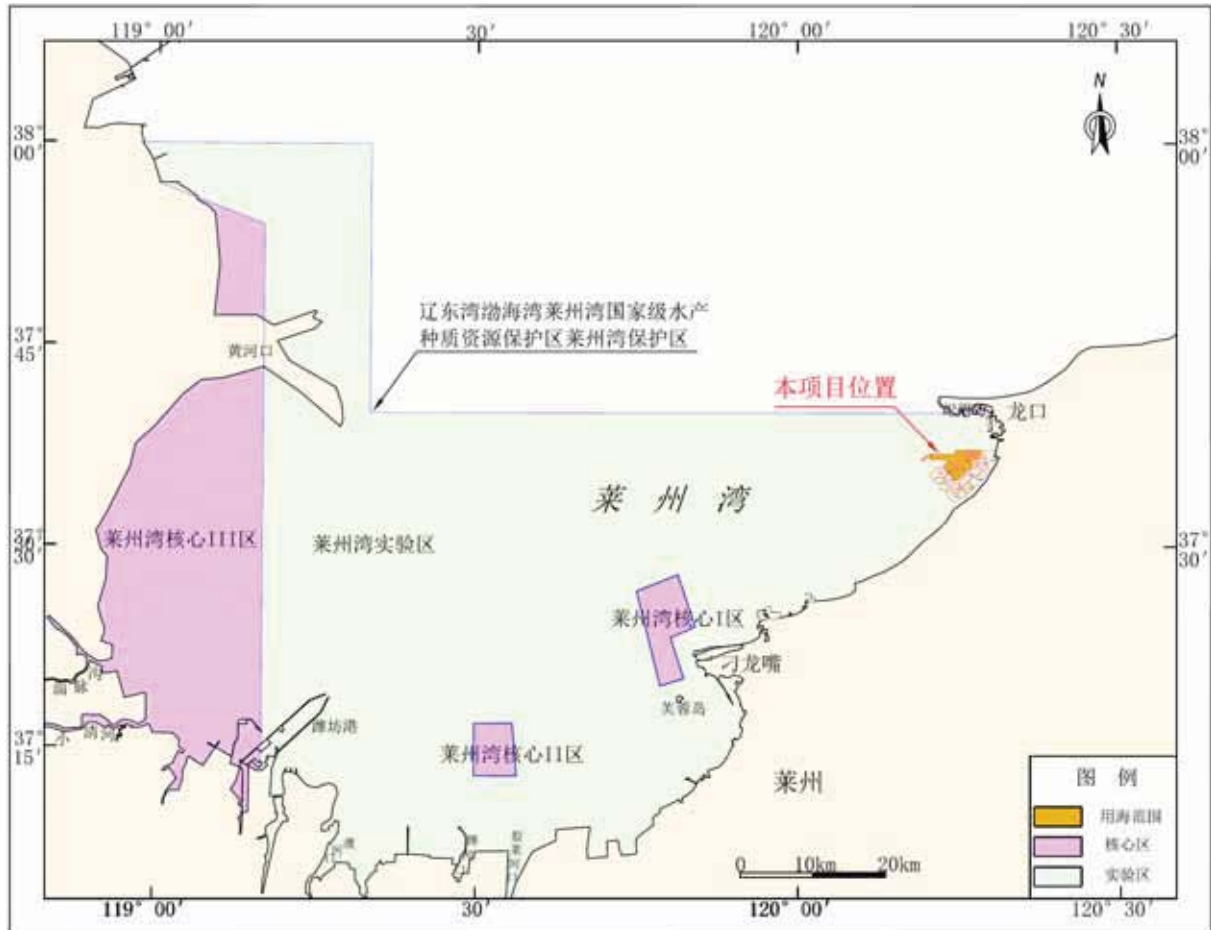 119° 00′
30′
120° 00′
120° 30′
N
38°
00′
38°
00′
辽东湾渤海湾莱州湾国家级水产
种质资源保护区莱州湾保护区
37°
45′
黄河口
本项目位置
龙口
莱 州 湾
37°
30′
莱州湾核心III区
莱州湾实验区
37°
30′
莱州湾核心I区
刁龙嘴
芙蓉岛
小 清河
37°
15′
潍坊港
莱州湾核心II区
莱州
图 例
用海范围
核心区
实验区
0 10km 20km
119° 00′
30′
120° 00′
120° 30′